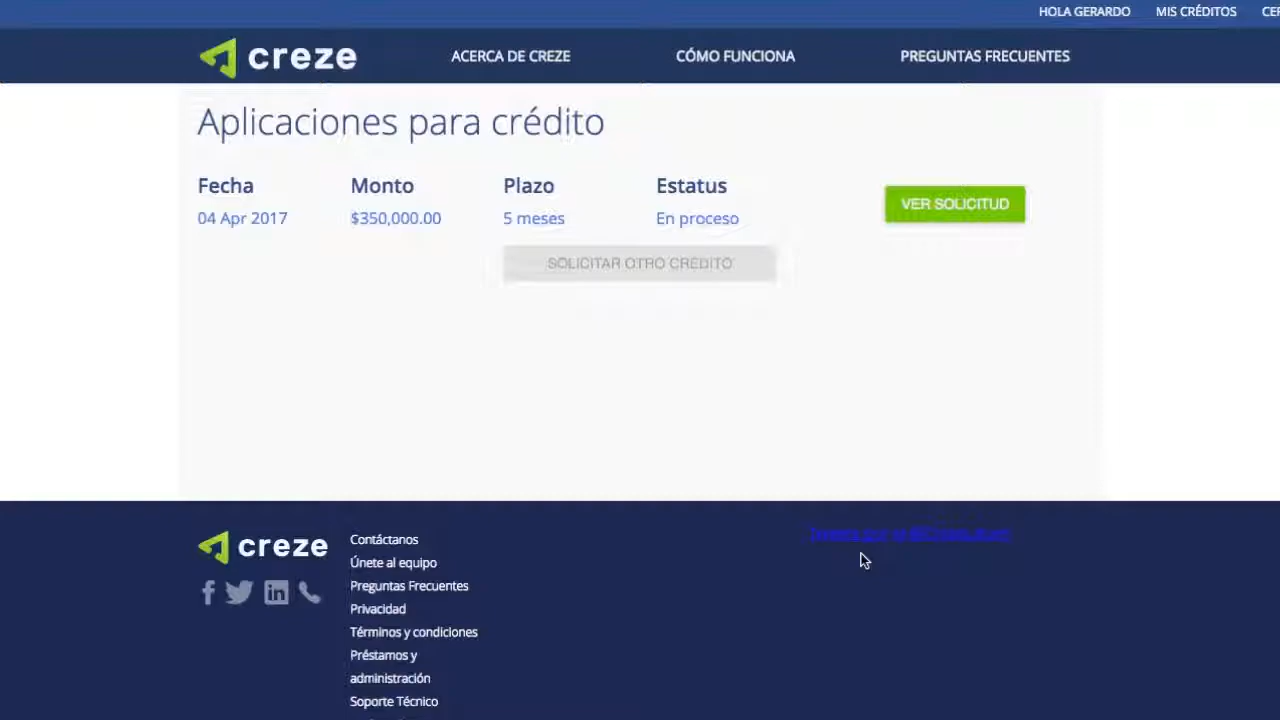 HOLA GERARDO MIS CRÉDITOS CER
creze ACERCA DE CREZE CÓMO FUNCIONA PREGUNTAS FRECUENTES
Aplicaciones para crédito
Fecha Monto Plazo Estatus
04 Apr 2017 $350,000.00 5 meses En proceso
VER SOLICITUD
SOLICITAR OTRO CREDITO
creze
Contáctanos
Únete al equipo
Preguntas Frecuentes
Privacidad
Términos y condiciones
Préstamos y
administración
Soporte Técnico